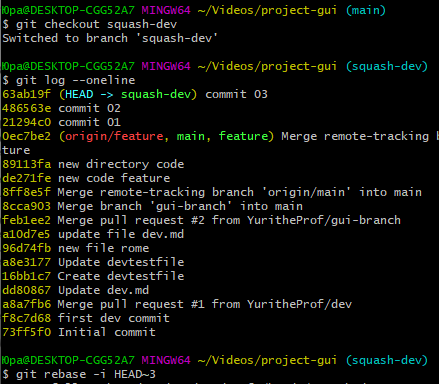 H0pa@DESKTOP-CGG52A7 MINGW64 ~/Videos/project-gui (main)
$ git checkout squash-dev
Switched to branch 'squash-dev'
H0pa@DESKTOP-CGG52A7 MINGW64 ~/Videos/project-gui (squash-dev)
$ git log --oneline
63ab19f (HEAD -> squash-dev) commit 03
486563e commit 02
21294c0 commit 01
0ec7be2 (origin/feature, main, feature) Merge remote-tracking b
ture
89113fa new directory code
de271fe new code feature
8ff8e5f Merge remote-tracking branch 'origin/main' into main
8cca903 Merge branch 'gui-branch' into main
feb1ee2 Merge pull request #2 from YuritheProf/gui-branch
a10d7e5 update file dev.md
96d74fb new file rome
a8e3177 Update devtestfile
16bb1c7 Create devtestfile
dd80867 Update dev.md
a8a7fb6 Merge pull request #1 from YuritheProf/dev
f8c7d68 first dev commit
73ff5f0 Initial commit
H0pa@DESKTOP-CGG52A7 MINGW64 ~/Videos/project-gui (squash-dev)
$ git rebase -i HEAD~3